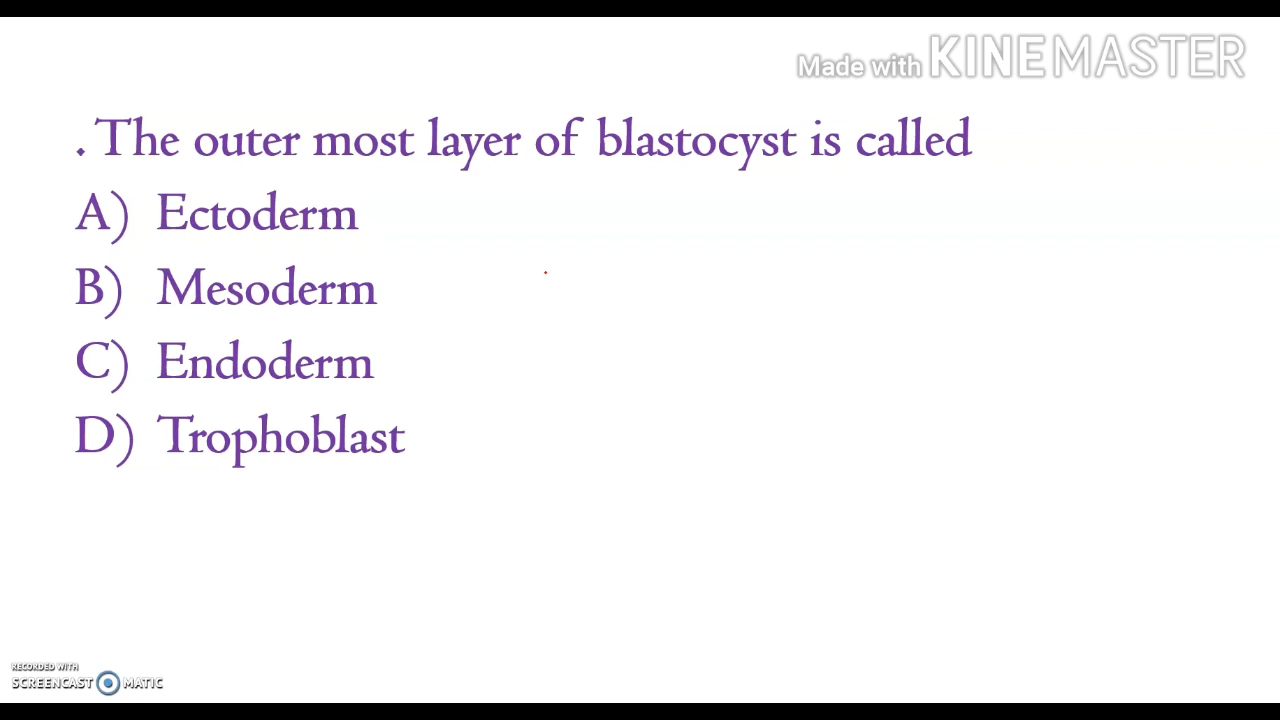 Made with KINEMASTER
. The outer most layer of blastocyst is called
A) Ectoderm
B) Mesoderm
C) Endoderm
D) Trophoblast
RECORDED WITH
SCREENCAST MATIC